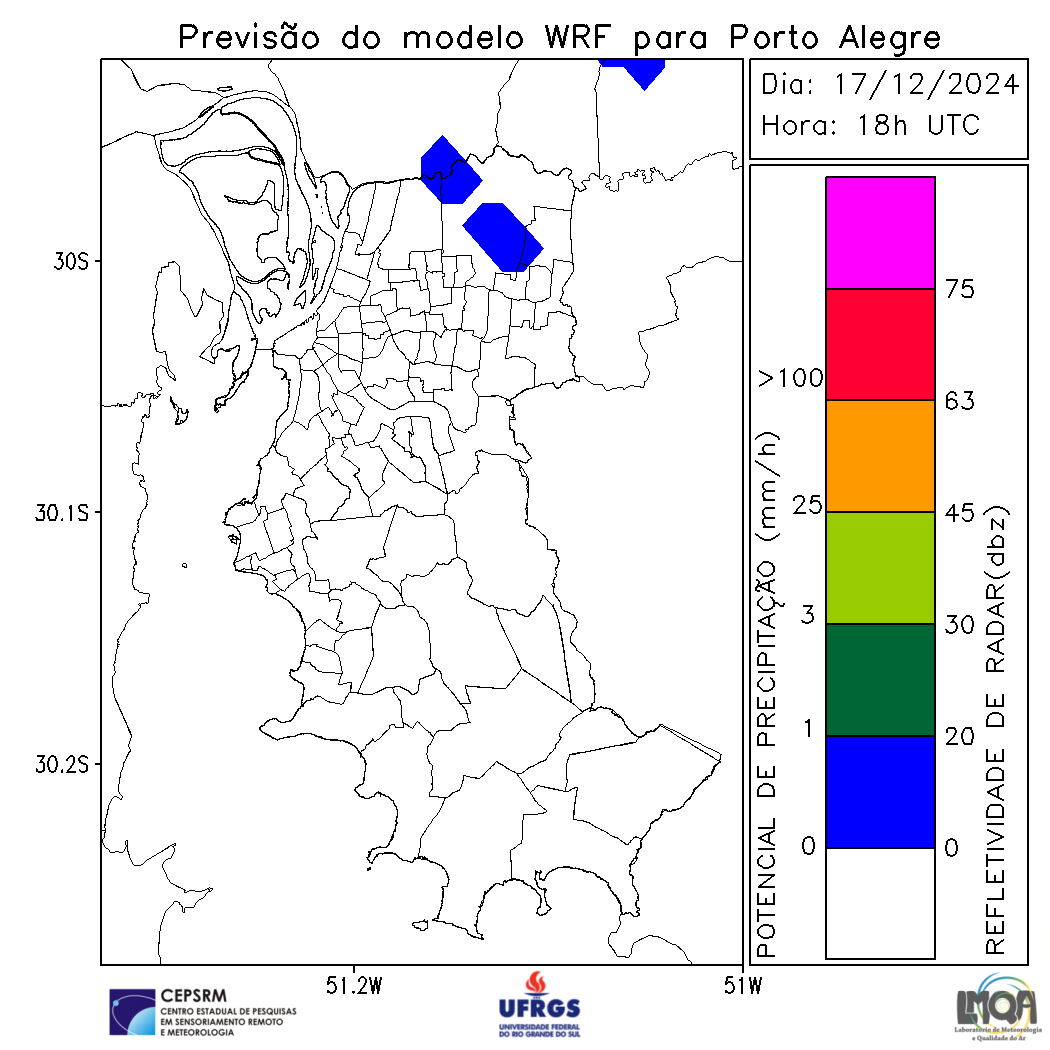 Previsão do modelo WRF para Porto Alegre
Dia: 17/12/2024
Hora: 18h UTC
30S
30.1S
30.2S
51.2W
51W
POTENCIAL DE PRECIPITAÇÃO (mm/h)
>100
25
3
1
0
75
63
45
30
20
0
REFLETIVIDADE DE RADAR(dbz)
CEPSRM
CENTRO ESTADUAL DE PESQUISAS
EM SENSORIAMENTO REMOTO
E METEOROLOGIA
UFRGS
UNIVERSIDADE FEDERAL
DO RIO GRANDE DO SUL
LMQA
Laboratório de Meteorologia
e Qualidade do Ar